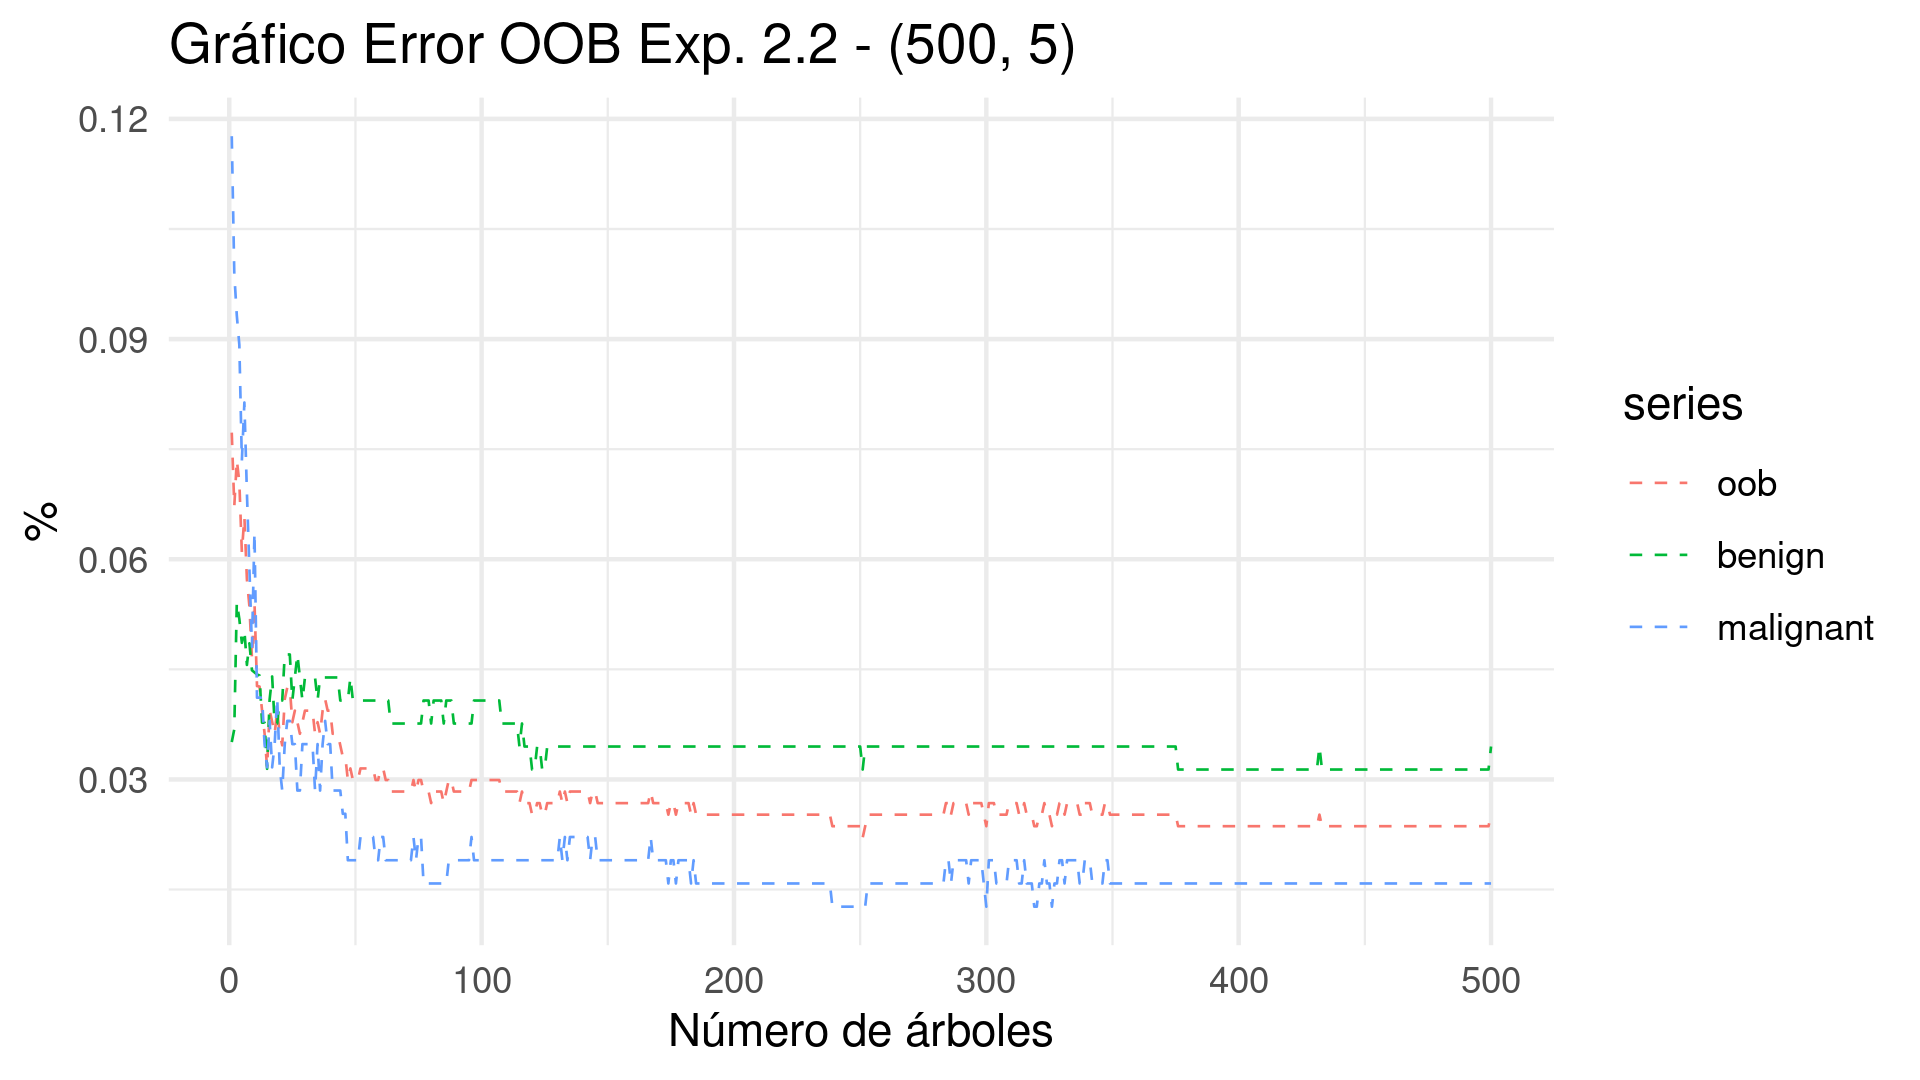 Gráfico Error OOB Exp. 2.2 - (500, 5)
0.12
0.09
0.06
0.03
%
0 100 200 300 400 500
Número de árboles
series
oob
benign
malignant